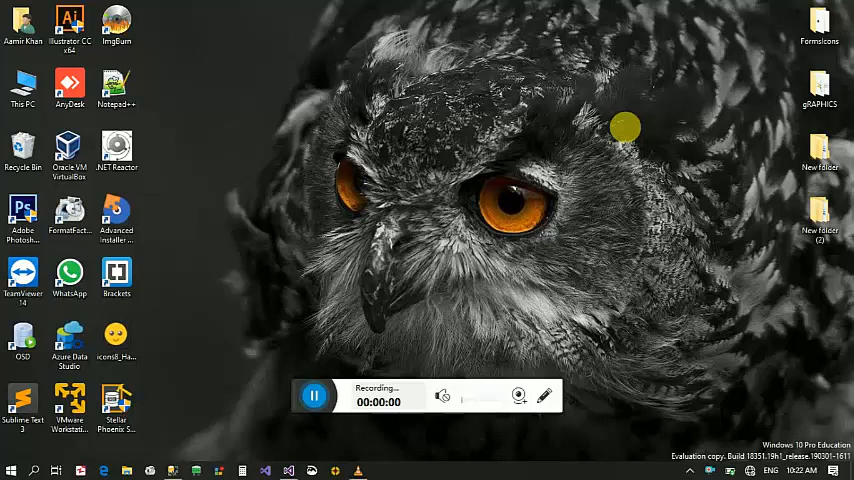 Aamir Khan
Illustrator CC
x64
ImgBurn
FormsIcons
This PC
AnyDesk
Notepad++
gRAPHICS
Recycle Bin
Oracle VM
VirtualBox
.NET Reactor
New folder
Adobe
Photosh...
FormatFact...
Advanced
Installer ...
New folder
(2)
TeamViewer
14
WhatsApp
Brackets
OSD
Azure Data
Studio
icons8_Ha...
Recording...
00:00:00
Sublime Text
3
VMware
Workstati...
Stellar
Phoenix S...
Windows 10 Pro Education
Evaluation copy. Build 18351.19h1_release.190301-1611
ENG
10:22 AM